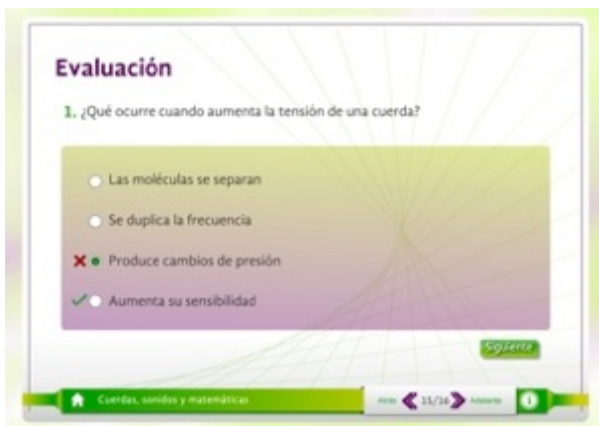 Evaluación
1. ¿Qué ocurre cuando aumenta la tensión de una cuerda?
Las moléculas se separan
Se duplica la frecuencia
Produce cambios de presión
Aumenta su sensibilidad
Siguiente
Cuerdas, sonidos y matemáticas
Atrás 15/16 Adelante i